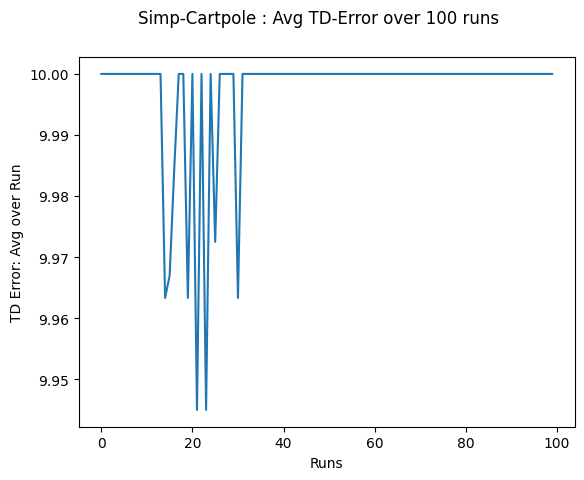 Simp-Cartpole : Avg TD-Error over 100 runs
TD Error: Avg over Run
10.00
9.99
9.98
9.97
9.96
9.95
0 20 40 60 80 100
Runs